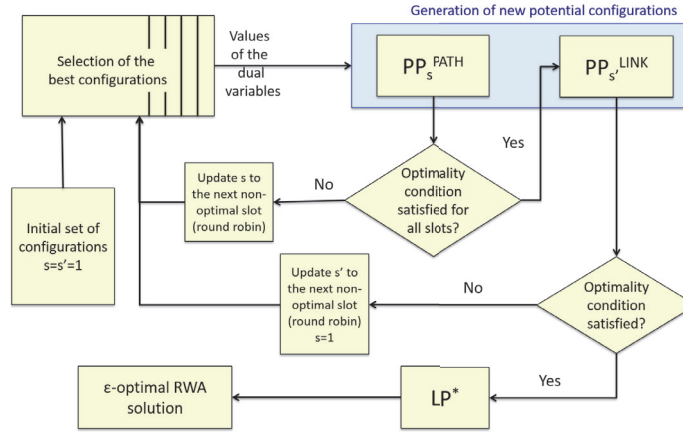 Generation of new potential configurations
Selection of the
best configurations
Values
of the
dual
variables
PP_s^PATH
PP_s'^LINK
Yes
Optimality
condition
satisfied for
all slots?
No
Update s to
the next non-
optimal slot
(round robin)
Initial set of
configurations
s=s'=1
Update s' to
the next non-
optimal slot
(round robin)
s=1
No
Optimality
condition
satisfied?
Yes
LP*
ε-optimal RWA
solution